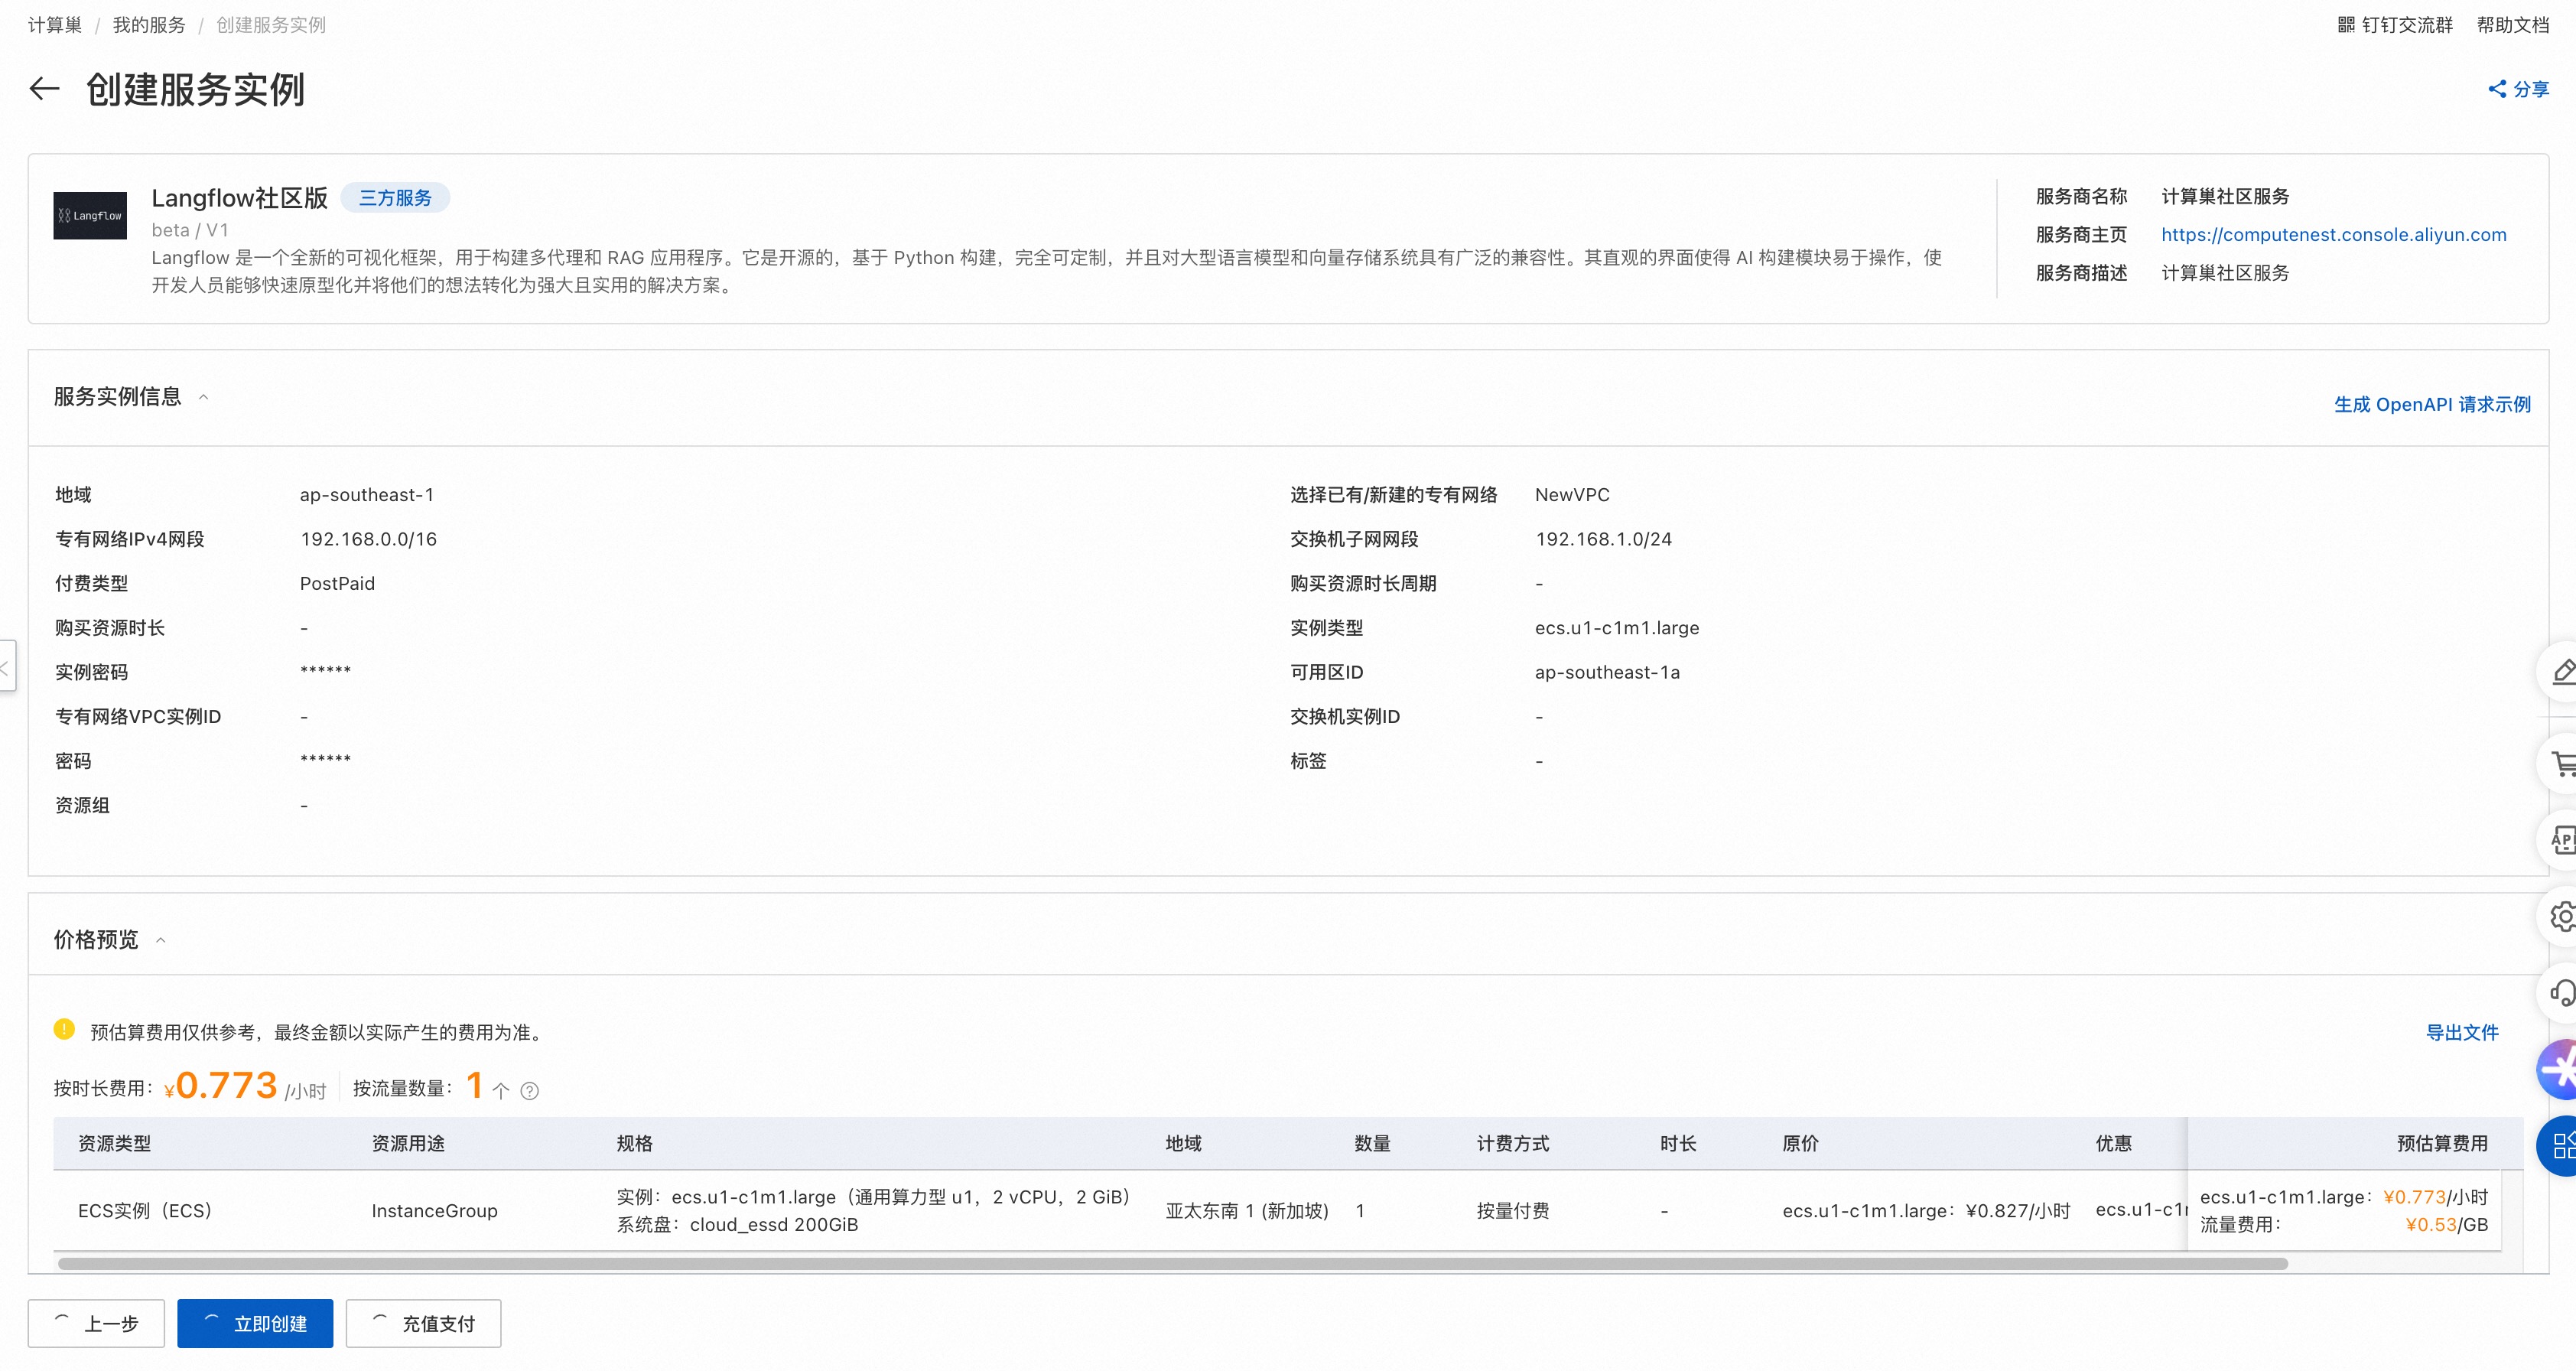 计算巢 / 我的服务 / 创建服务实例
钉钉交流群 帮助文档
创建服务实例
分享
Langflow
Langflow社区版 三方服务
beta / V1
Langflow 是一个全新的可视化框架，用于构建多代理和 RAG 应用程序。它是开源的，基于 Python 构建，完全可定制，并且对大型语言模型和向量存储系统具有广泛的兼容性。其直观的界面使得 AI 构建模块易于操作，使
开发人员能够快速原型化并将他们的想法转化为强大且实用的解决方案。
服务商名称 计算巢社区服务
服务商主页 https://computenest.console.aliyun.com
服务商描述 计算巢社区服务
服务实例信息
生成 OpenAPI 请求示例
地域 ap-southeast-1 选择已有/新建的专有网络 NewVPC
专有网络IPv4网段 192.168.0.0/16 交换机子网网段 192.168.1.0/24
付费类型 PostPaid 购买资源时长周期 -
购买资源时长 - 实例类型 ecs.u1-c1m1.large
实例密码 ****** 可用区ID ap-southeast-1a
专有网络VPC实例ID - 交换机实例ID -
密码 ****** 标签 -
资源组 -
价格预览
预估算费用仅供参考，最终金额以实际产生的费用为准。
导出文件
按时长费用： ¥0.773 /小时 按流量数量： 1 个
资源类型 资源用途 规格 地域 数量 计费方式 时长 原价 优惠 预估算费用
ECS实例（ECS） InstanceGroup 实例：ecs.u1-c1m1.large（通用算力型 u1，2 vCPU，2 GiB）
系统盘：cloud_essd 200GiB
亚太东南 1 (新加坡) 1 按量付费 - ecs.u1-c1m1.large：¥0.827/小时
ecs.u1-c1m1.large：¥0.773/小时
流量费用： ¥0.53/GB
API
上一步 立即创建 充值支付